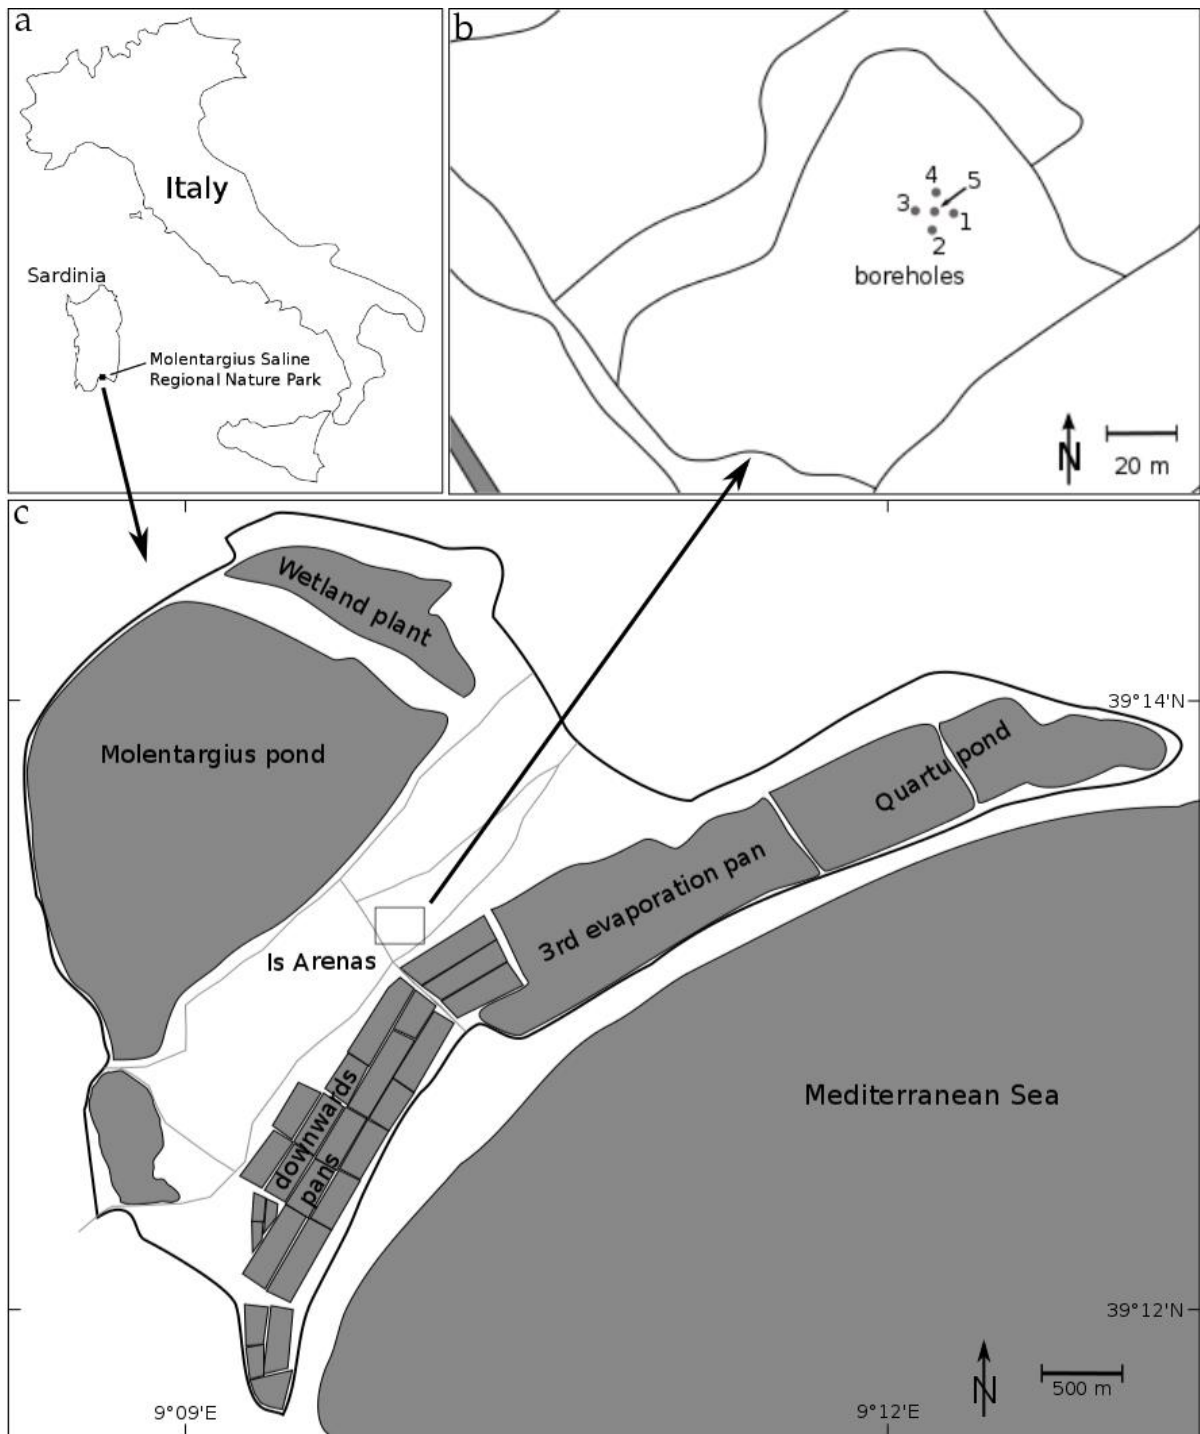 a
Italy
Sardinia
Molentargius Saline
Regional Nature Park
b
4
5
3
1
2
boreholes
N
20 m
c
Wetland plant
39°14'N
Molentargius pond
Quartu pond
3rd evaporation pan
Is Arenas
downwards
pans
Mediterranean Sea
39°12'N
N
500 m
9°09'E
9°12'E